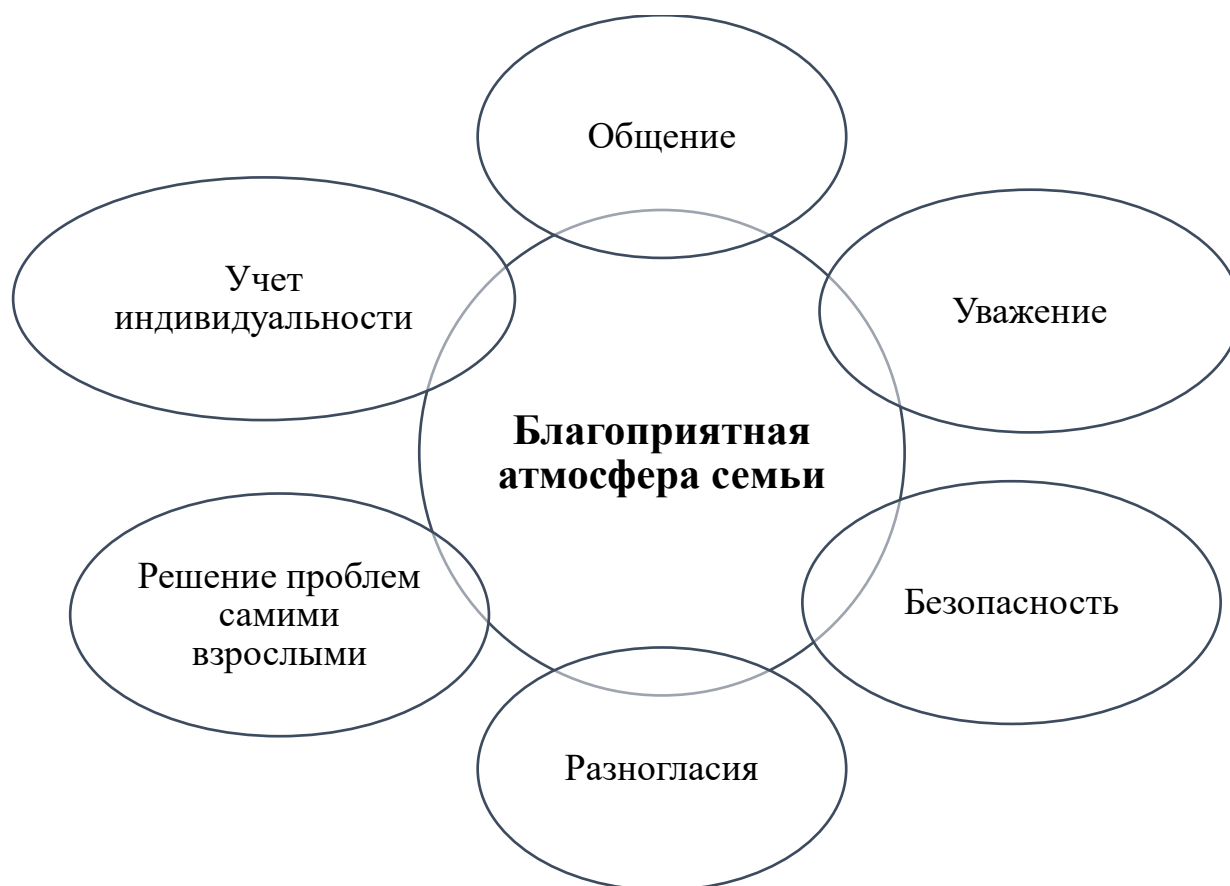 Общение
Учет
индивидуальности
Уважение
Благоприятная
атмосфера семьи
Решение проблем
самими
взрослыми
Безопасность
Разногласия